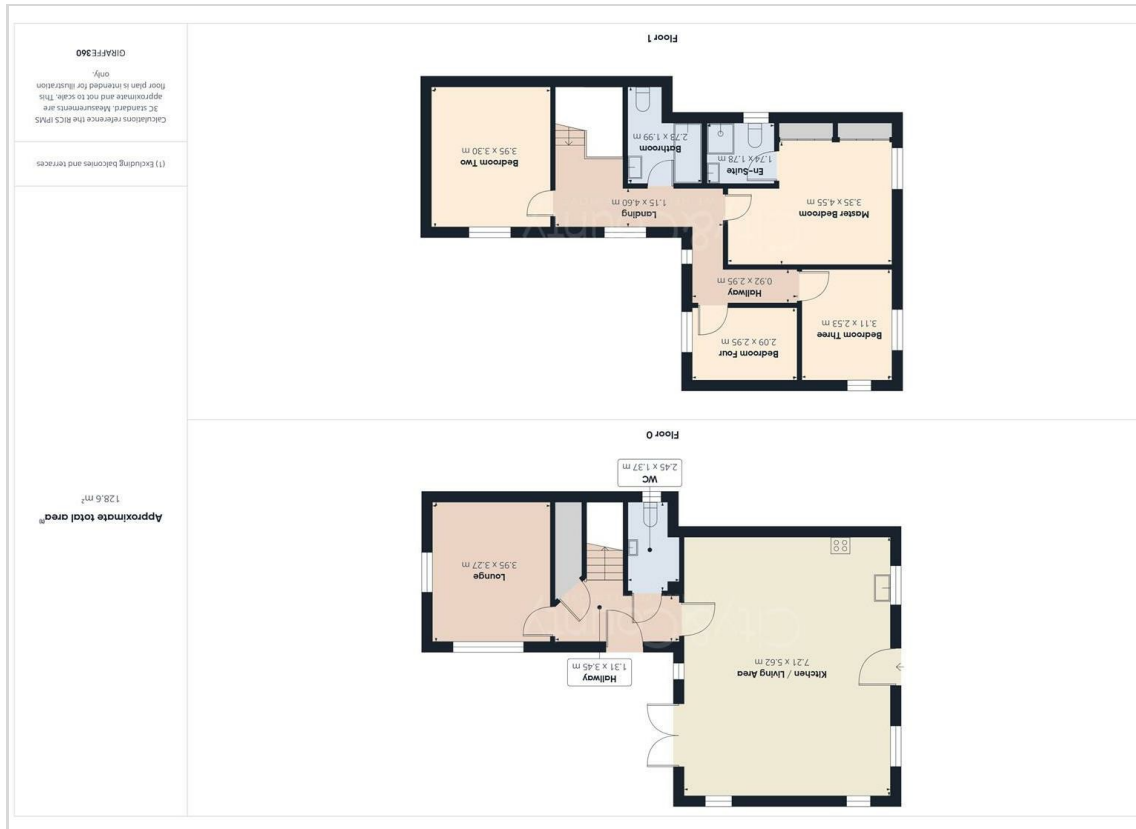 Kitchen / Living Area
7.21 x 5.62 m
Hallway
1.31 x 3.45 m
City&County
Lounge
3.95 x 3.27 m
WC
2.45 x 1.37 m
Floor 0
Bedroom Four
2.09 x 2.95 m
Bedroom Three
3.11 x 2.53 m
Hallway
0.92 x 2.95 m
Master Bedroom
3.35 x 4.55 m
Landing
1.15 x 4.60 m
City&County
En-Suite
1.74 x 1.78 m
Bathroom
2.73 x 1.99 m
Bedroom Two
3.95 x 3.30 m
Floor 1
Approximate total area⁽¹⁾
128.6 m²
(1) Excluding balconies and terraces
Calculations reference the RICS IPMS
3C standard. Measurements are
approximate and not to scale. This
floor plan is intended for illustration
only.
GIRAFFE360